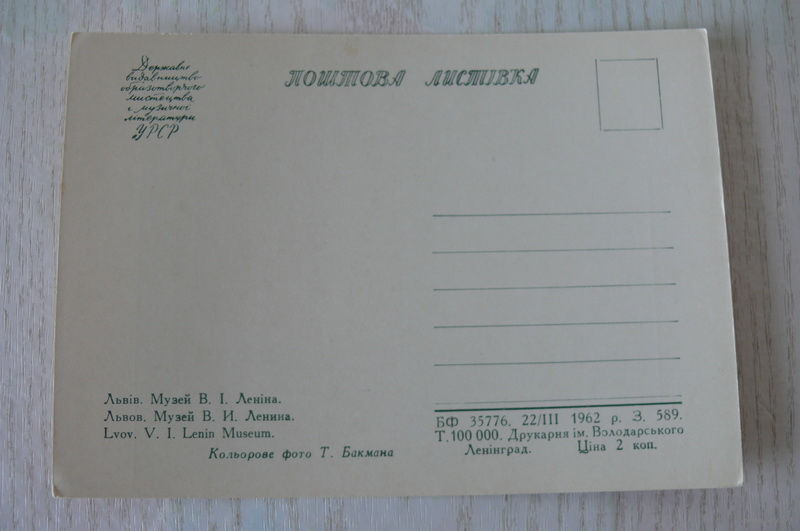 Державне
видавництво
образотворчого
мистецтва
і музичної
літератури
УРСР
ПОШТОВА ЛИСТІВКА
Львів. Музей В. І. Леніна.
Львов. Музей В. И. Ленина.
Lvov. V. I. Lenin Museum.
Кольорове фото Т. Бакмана
БФ 35776. 22/III 1962 р. З. 589.
Т. 100 000. Друкарня ім. Володарського
Ленінград. Ціна 2 коп.